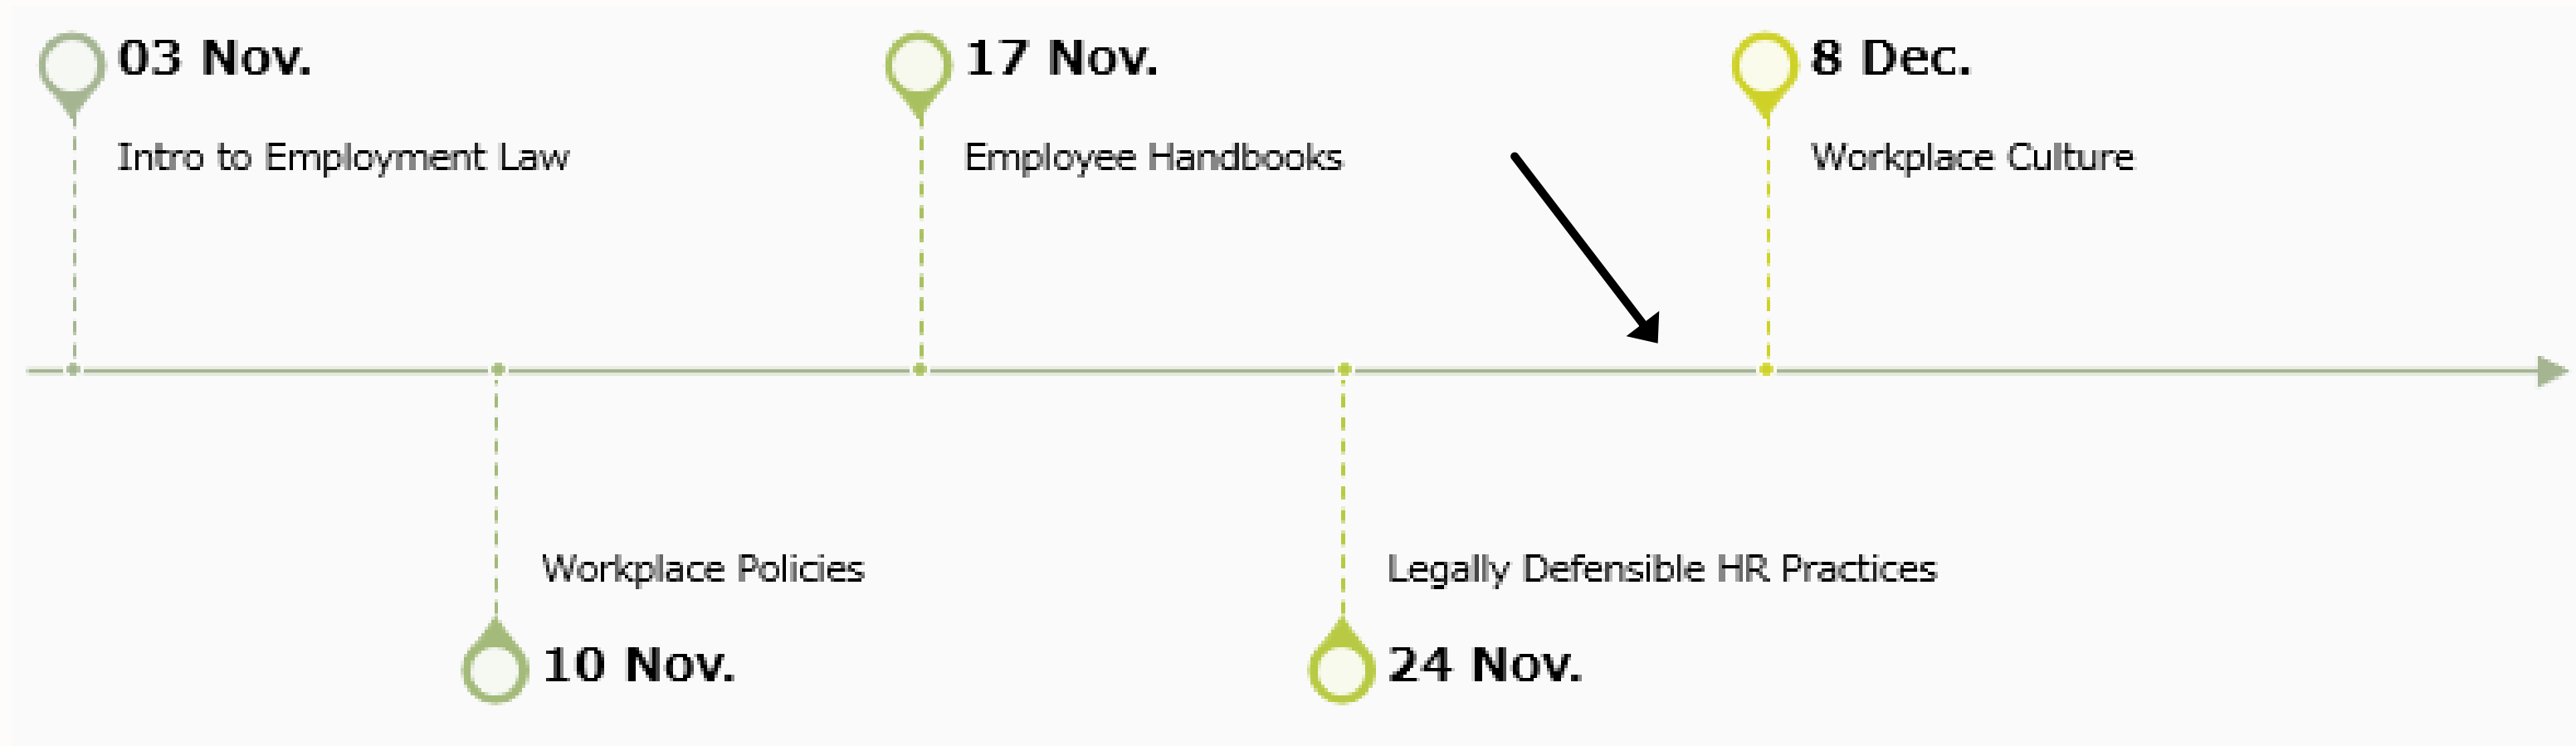 03 Nov.
Intro to Employment Law
17 Nov.
Employee Handbooks
8 Dec.
Workplace Culture
Workplace Policies
10 Nov.
Legally Defensible HR Practices
24 Nov.